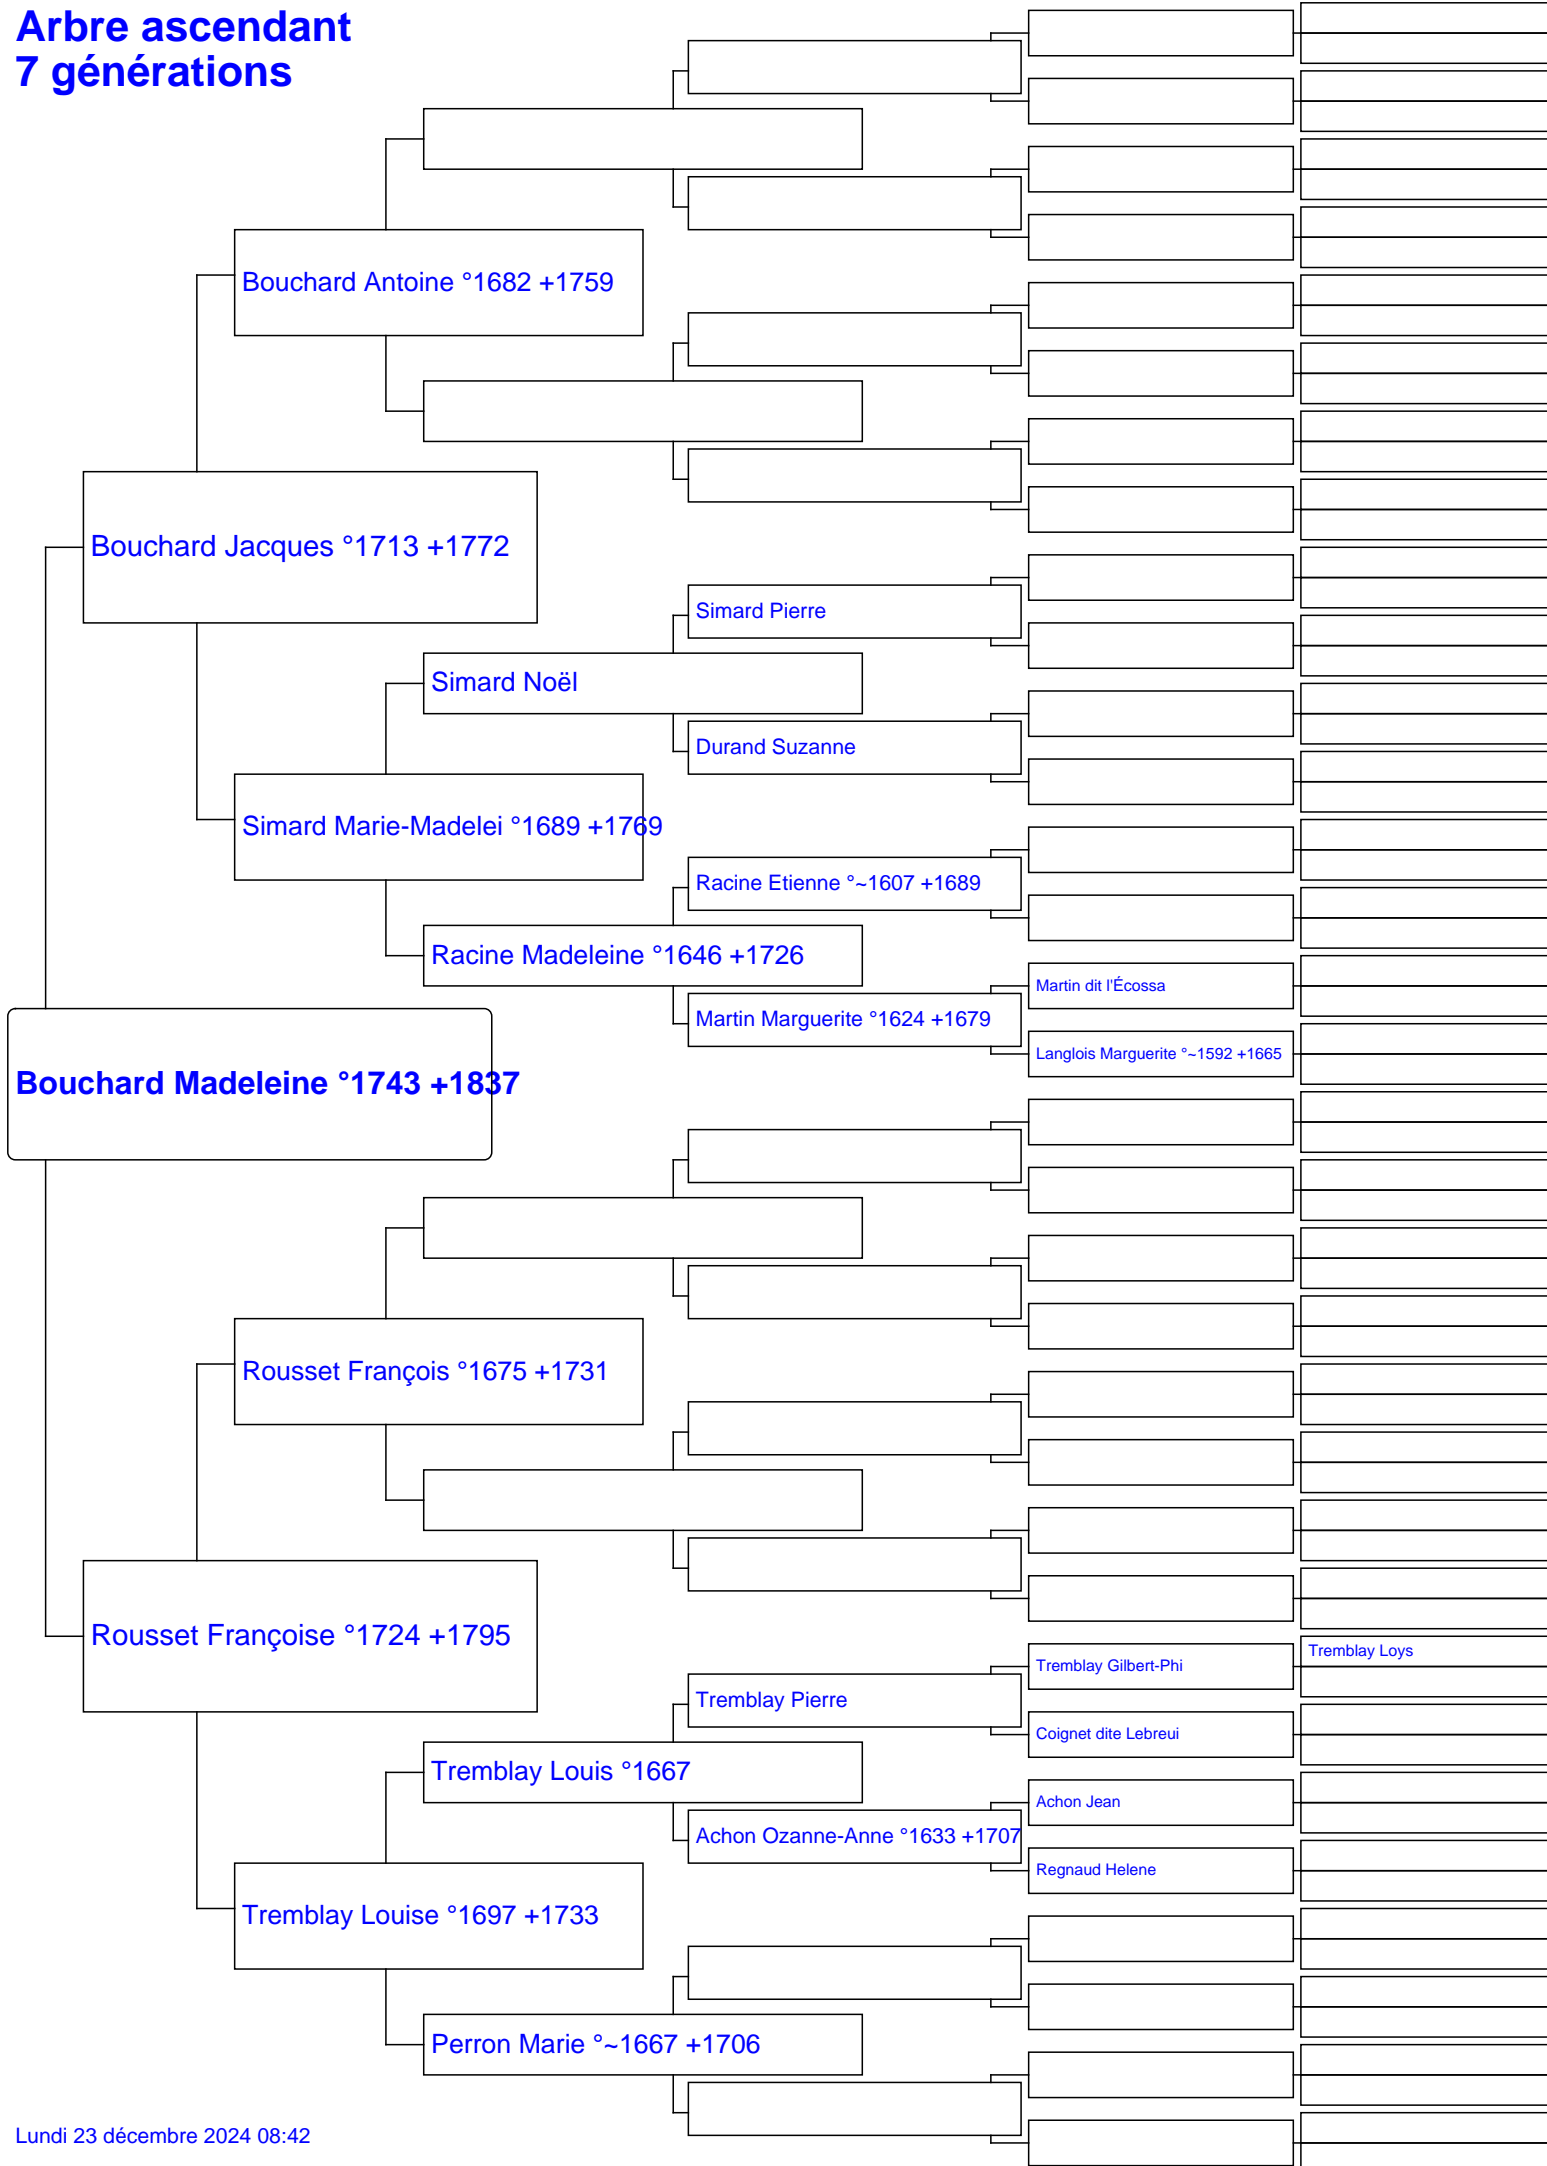 Arbre ascendant
7 générations
Bouchard Antoine °1682 +1759
Bouchard Jacques °1713 +1772
Simard Pierre
Simard Noël
Durand Suzanne
Simard Marie-Madelei °1689 +1769
Racine Etienne °~1607 +1689
Racine Madeleine °1646 +1726
Martin dit l'Écossa
Martin Marguerite °1624 +1679
Langlois Marguerite °~1592 +1665
Bouchard Madeleine °1743 +1837
Rousset François °1675 +1731
Rousset Françoise °1724 +1795
Tremblay Loys
Tremblay Gilbert-Phi
Tremblay Pierre
Coignet dite Lebreui
Tremblay Louis °1667
Achon Jean
Achon Ozanne-Anne °1633 +1707
Regnaud Helene
Tremblay Louise °1697 +1733
Perron Marie °~1667 +1706
Lundi 23 décembre 2024 08:42